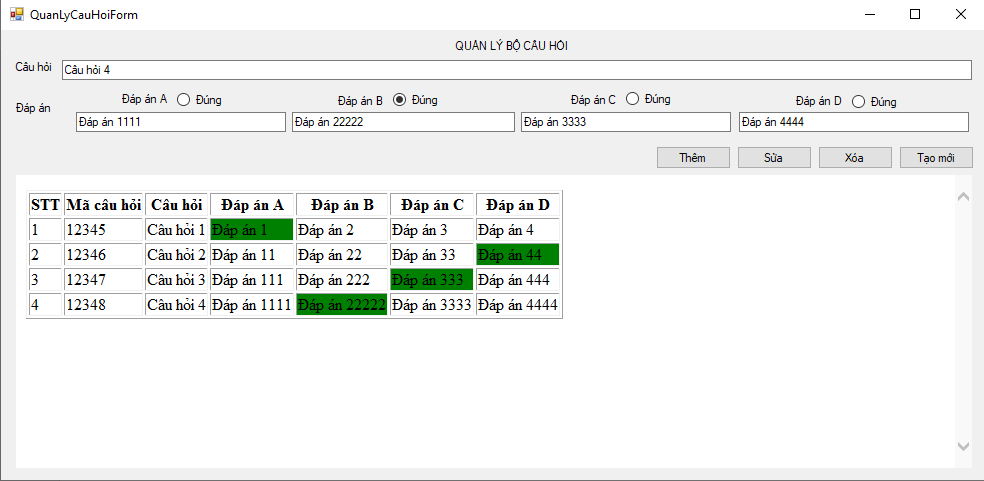 QuanLyCauHoiForm
QUẢN LÝ BỘ CÂU HỎI
Câu hỏi Câu hỏi 4
Đáp án Đáp án A Đúng Đáp án B Đúng Đáp án C Đúng Đáp án D Đúng
Đáp án 1111 Đáp án 22222 Đáp án 3333 Đáp án 4444
Thêm Sửa Xóa Tạo mới
STT Mã câu hỏi Câu hỏi Đáp án A Đáp án B Đáp án C Đáp án D
1 12345 Câu hỏi 1 Đáp án 1 Đáp án 2 Đáp án 3 Đáp án 4
2 12346 Câu hỏi 2 Đáp án 11 Đáp án 22 Đáp án 33 Đáp án 44
3 12347 Câu hỏi 3 Đáp án 111 Đáp án 222 Đáp án 333 Đáp án 444
4 12348 Câu hỏi 4 Đáp án 1111 Đáp án 22222 Đáp án 3333 Đáp án 4444